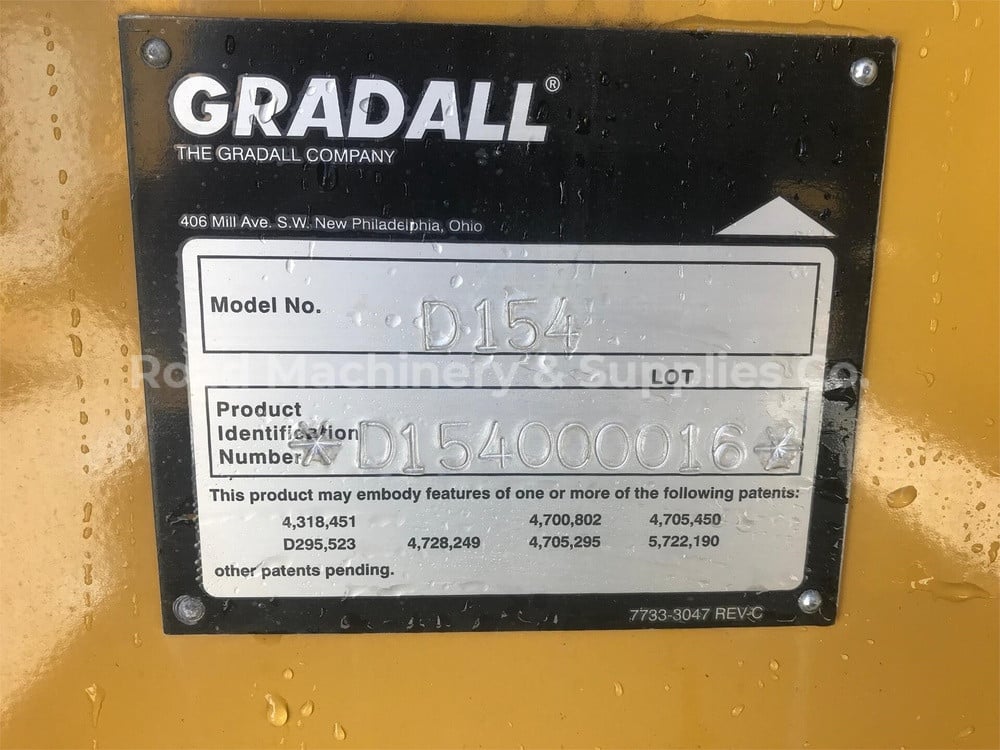 GRADALL®
THE GRADALL COMPANY
406 Mill Ave. S.W. New Philadelphia, Ohio
Model No. D154
Road Machinery & Supplies Co.
LOT
Product
Identification
Number *D154000016*
This product may embody features of one or more of the following patents:
4,318,451 4,700,802 4,705,450
D295,523 4,728,249 4,705,295 5,722,190
other patents pending.
7733-3047 REV-C